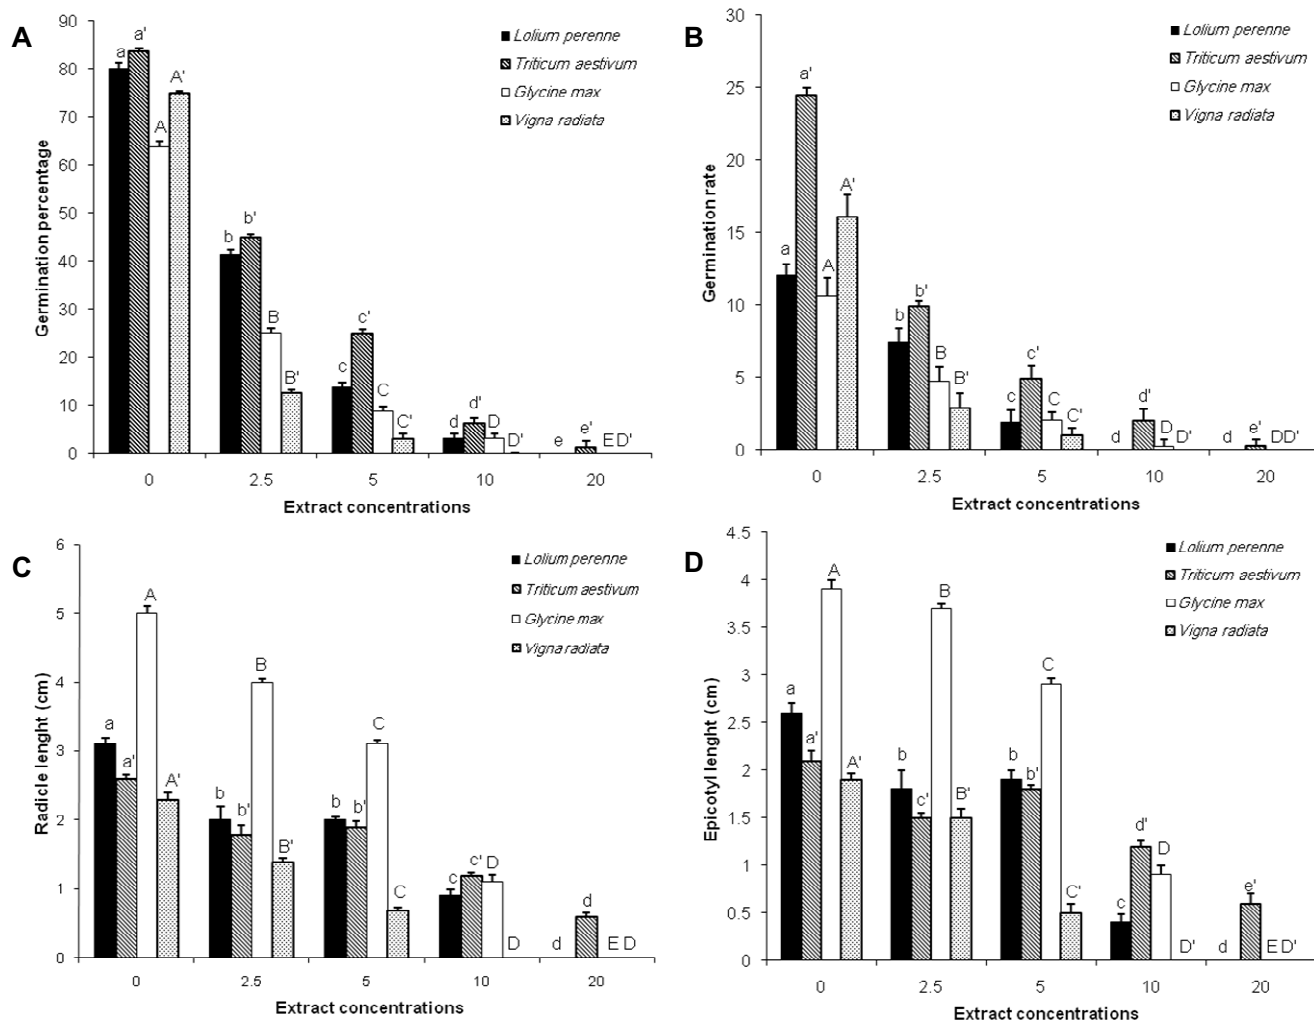 A
90
80
70
60
50
40
30
20
10
0
Germination percentage
a a' A A'
b b' B B'
c c' C C'
d d' D D'
e e' E D'
0 2.5 5 10 20
Extract concentrations
Lolium perenne
Triticum aestivum
Glycine max
Vigna radiata
B
30
25
20
15
10
5
0
Germination rate
a a' A A'
b b' B B'
c c' C C'
d d' D D'
d e' DD'
0 2.5 5 10 20
Extract concentrations
Lolium perenne
Triticum aestivum
Glycine max
Vigna radiata
C
6
5
4
3
2
1
0
Radicle lenght (cm)
a a' A A'
b b' B B'
b b' C C
c c' D D
d d E D
0 2.5 5 10 20
Extract concentrations
Lolium perenne
Triticum aestivum
Glycine max
Vigna radiata
D
4.5
4
3.5
3
2.5
2
1.5
1
0.5
0
Epicotyl lenght (cm)
a a' A A'
b c' B B'
b b' C C'
c d' D D'
d e' E D'
0 2.5 5 10 20
Extract concentrations
Lolium perenne
Triticum aestivum
Glycine max
Vigna radiata